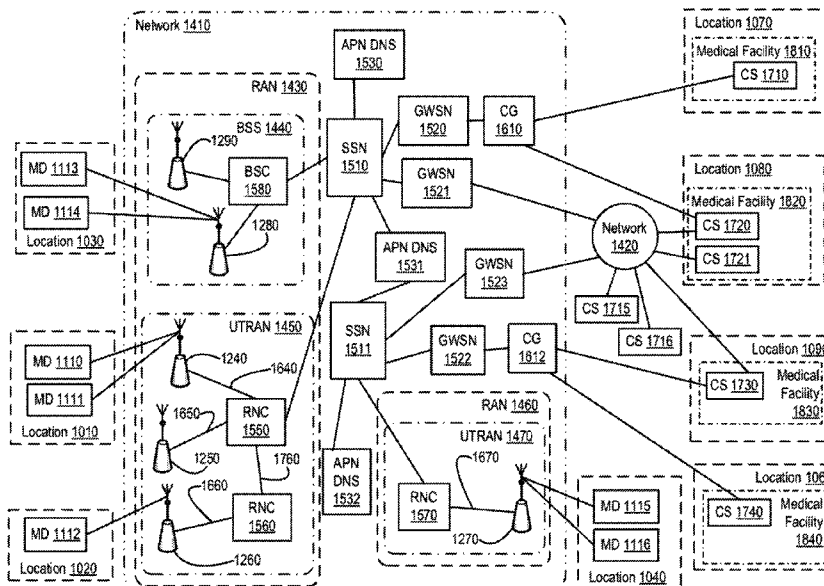 Network 1410
APN DNS
1530
Location 1070
Medical Facility 1810
CS 1710
RAN 1430
BSS 1440
1290
BSC
1580
1280
SSN
1510
GWSN
1520
CG
1610
GWSN
1521
MD 1113
MD 1114
Location 1030
Location 1080
Medical Facility 1820
CS 1720
CS 1721
Network
1420
APN DNS
1531
GWSN
1523
CS 1715
CS 1716
UTRAN 1450
1240
1640
MD 1110
MD 1111
Location 1010
1650
1250
RNC
1550
1760
1660
RNC
1560
1260
MD 1112
Location 1020
SSN
1511
GWSN
1522
CG
1612
Location 109
CS 1730
Medical
Facility
1830
APN
DNS
1532
RAN 1460
UTRAN 1470
1670
RNC
1570
1270
MD 1115
MD 1116
Location 1040
Location 106
CS 1740
Medical
Facility
1840